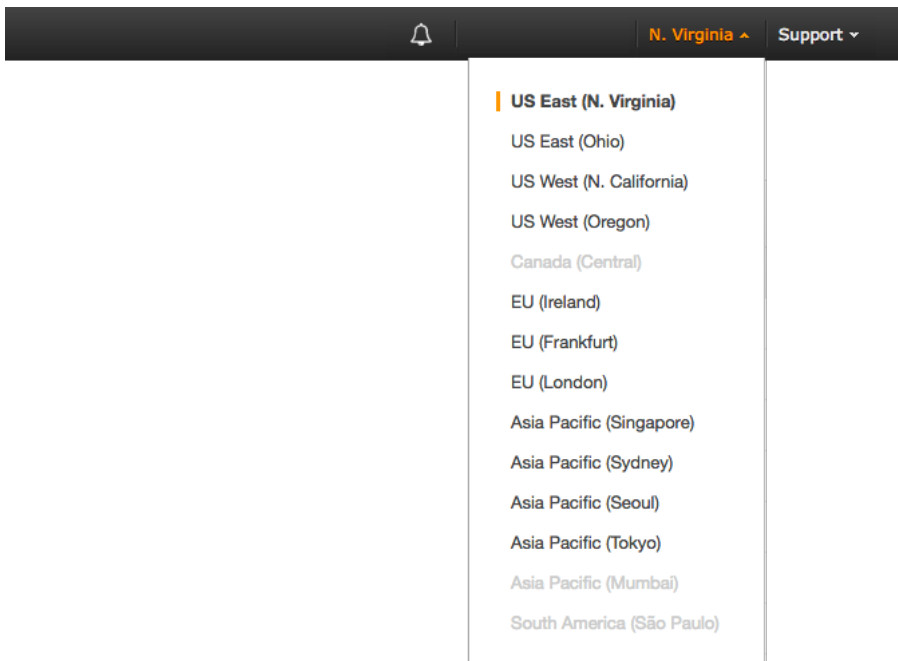 N. Virginia Support
US East (N. Virginia)
US East (Ohio)
US West (N. California)
US West (Oregon)
Canada (Central)
EU (Ireland)
EU (Frankfurt)
EU (London)
Asia Pacific (Singapore)
Asia Pacific (Sydney)
Asia Pacific (Seoul)
Asia Pacific (Tokyo)
Asia Pacific (Mumbai)
South America (São Paulo)